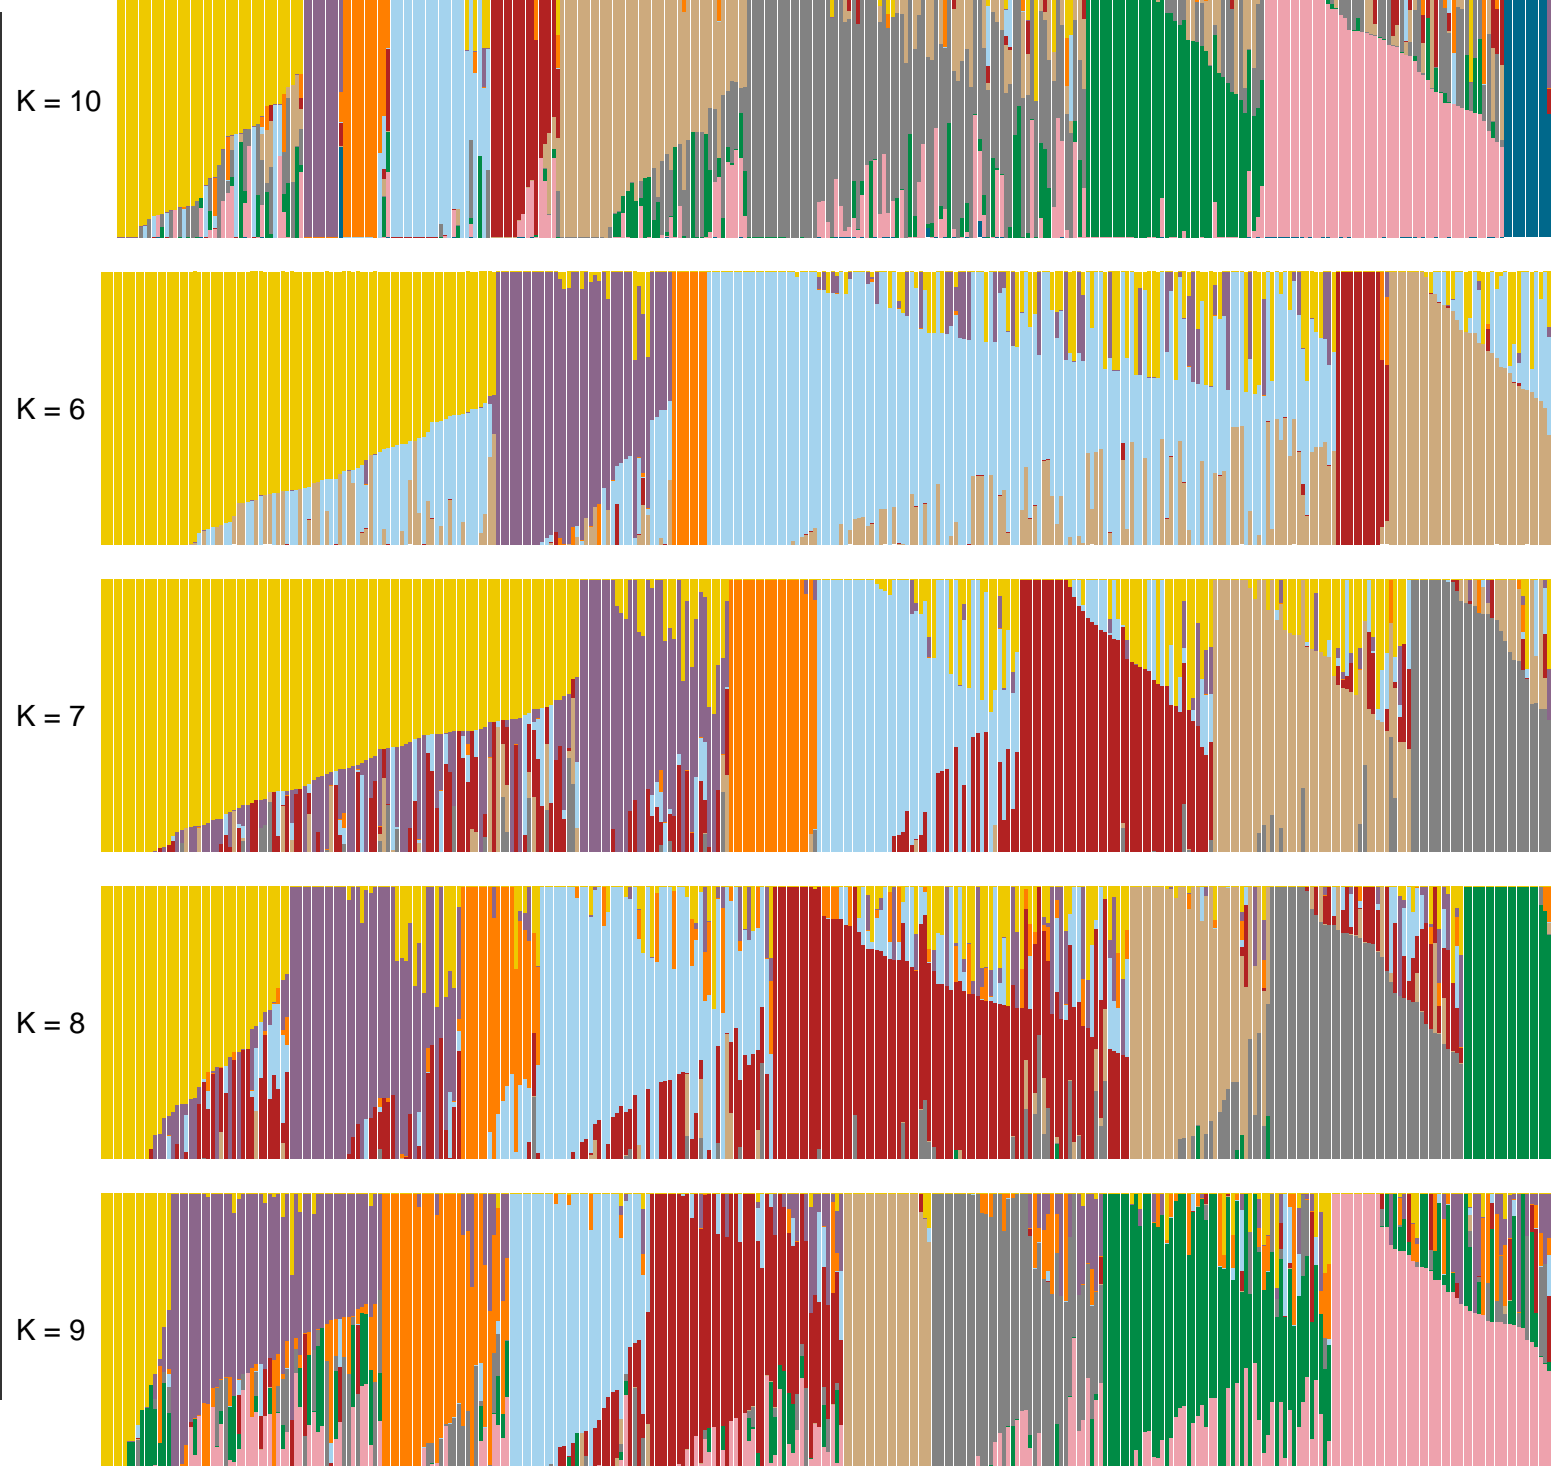 K = 10
K = 6
K = 7
K = 8
K = 9